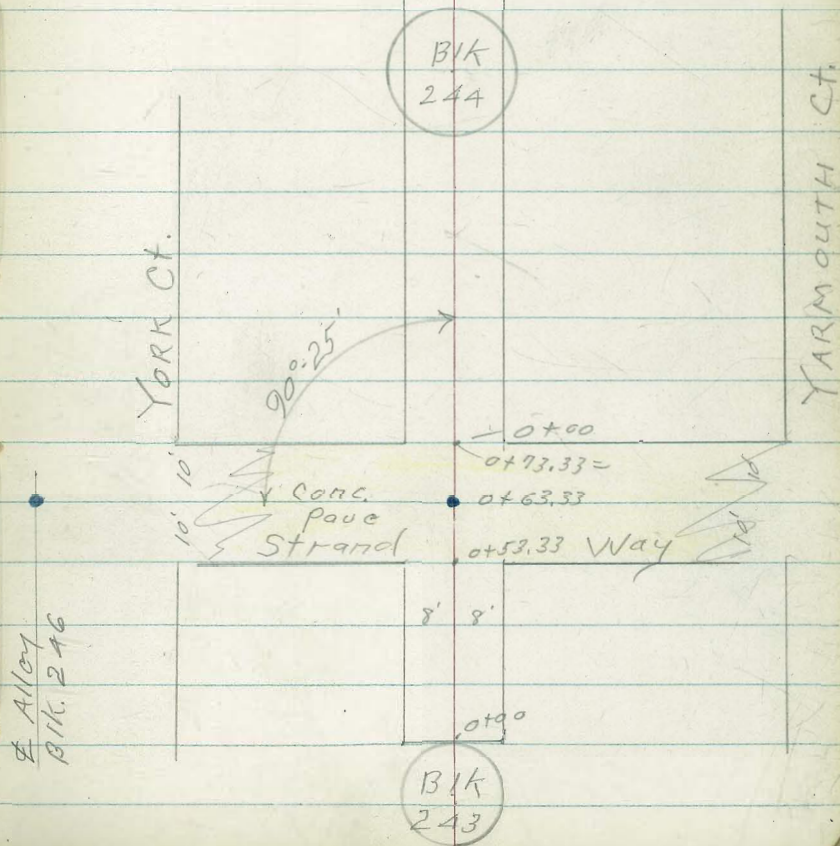 Blk
244
YORK Ct.
YARMOUTH Ct.
90°-25'
0+00
0+73.33=
10'
10'
Conc.
Pave
0+63.33
10'
10'
Strand Way
0+53.33
8' 8'
℄ Alley
Blk. 246
0+00
Blk
243